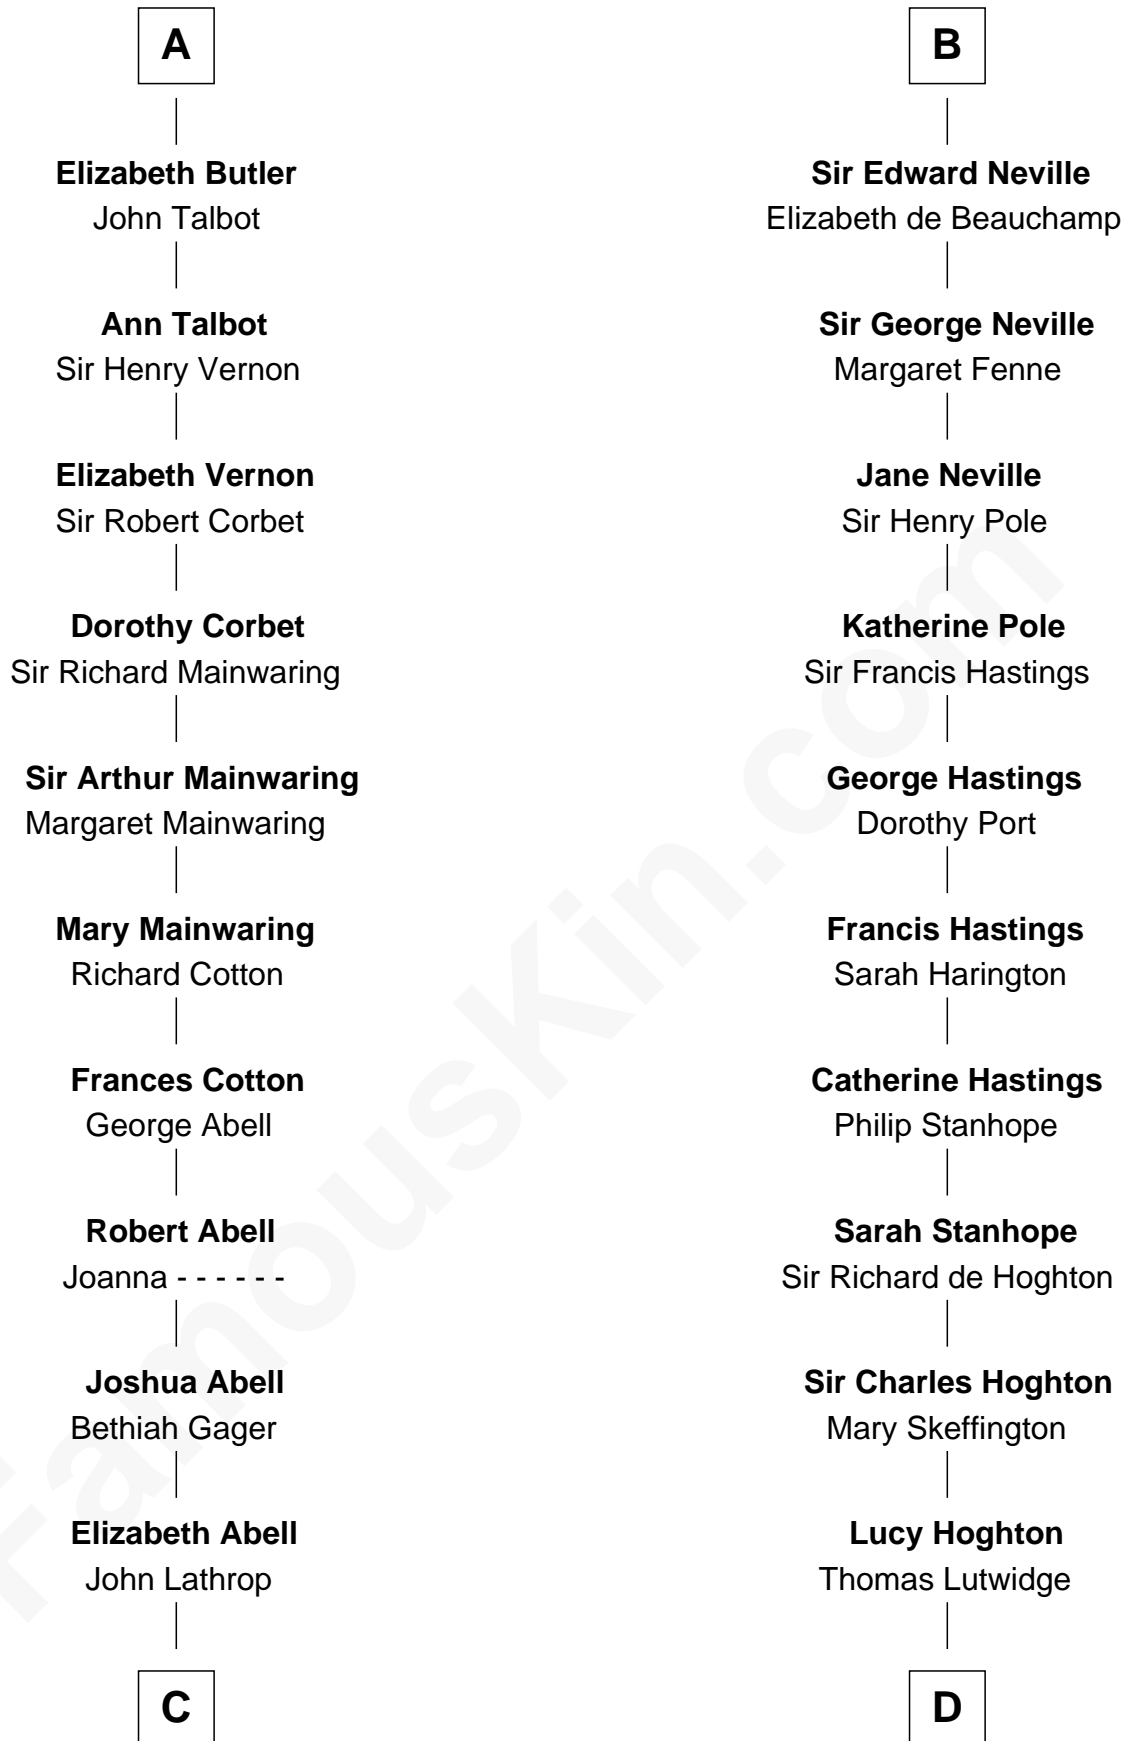 A
Elizabeth Butler
John Talbot
Ann Talbot
Sir Henry Vernon
Elizabeth Vernon
Sir Robert Corbet
Dorothy Corbet
Sir Richard Mainwaring
Sir Arthur Mainwaring
Margaret Mainwaring
Mary Mainwaring
Richard Cotton
Frances Cotton
George Abell
Robert Abell
Joanna - - - - - -
Joshua Abell
Bethiah Gager
Elizabeth Abell
John Lathrop
C
B
Sir Edward Neville
Elizabeth de Beauchamp
Sir George Neville
Margaret Fenne
Jane Neville
Sir Henry Pole
Katherine Pole
Sir Francis Hastings
George Hastings
Dorothy Port
Francis Hastings
Sarah Harington
Catherine Hastings
Philip Stanhope
Sarah Stanhope
Sir Richard de Hoghton
Sir Charles Hoghton
Mary Skeffington
Lucy Hoghton
Thomas Lutwidge
D
FamousKin.com